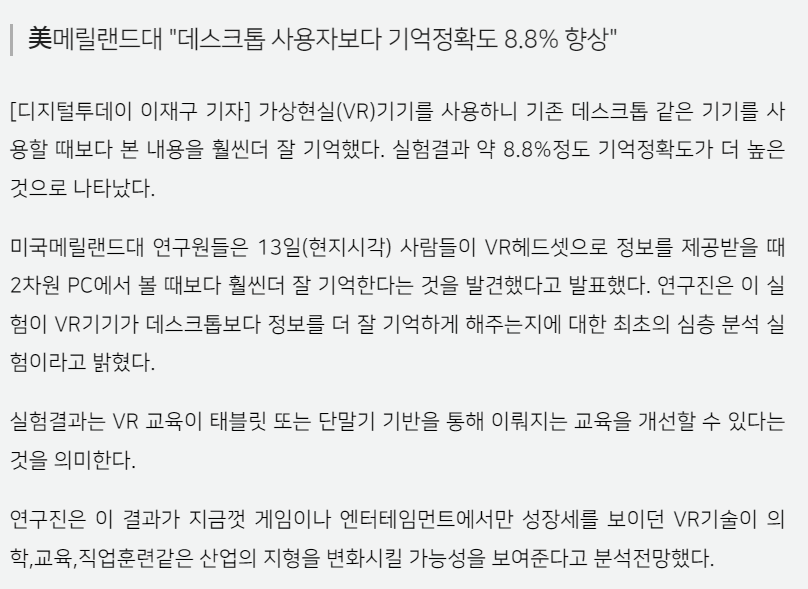 美메릴랜드대 "데스크톱 사용자보다 기억정확도 8.8% 향상"
[디지털투데이 이재구 기자] 가상현실(VR)기기를 사용하니 기존 데스크톱 같은 기기를 사
용할 때보다 본 내용을 훨씬더 잘 기억했다. 실험결과 약 8.8%정도 기억정확도가 더 높은
것으로 나타났다.
미국메릴랜드대 연구원들은 13일(현지시각) 사람들이 VR헤드셋으로 정보를 제공받을 때
2차원 PC에서 볼 때보다 훨씬더 잘 기억한다는 것을 발견했다고 발표했다. 연구진은 이 실
험이 VR기기가 데스크톱보다 정보를 더 잘 기억하게 해주는지에 대한 최초의 심층 분석 실
험이라고 밝혔다.
실험결과는 VR 교육이 태블릿 또는 단말기 기반을 통해 이뤄지는 교육을 개선할 수 있다는
것을 의미한다.
연구진은 이 결과가 지금껏 게임이나 엔터테임먼트에서만 성장세를 보이던 VR기술이 의
학,교육,직업훈련같은 산업의 지형을 변화시킬 가능성을 보여준다고 분석전망했다.